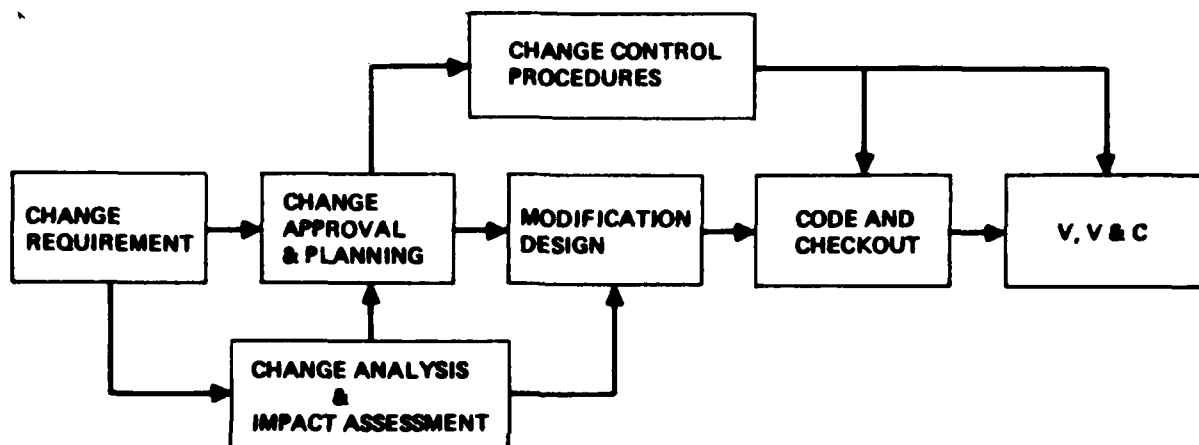 CHANGE CONTROL
PROCEDURES
CHANGE
REQUIREMENT
CHANGE
APPROVAL
& PLANNING
MODIFICATION
DESIGN
CODE AND
CHECKOUT
V, V & C
CHANGE ANALYSIS
&
IMPACT ASSESSMENT